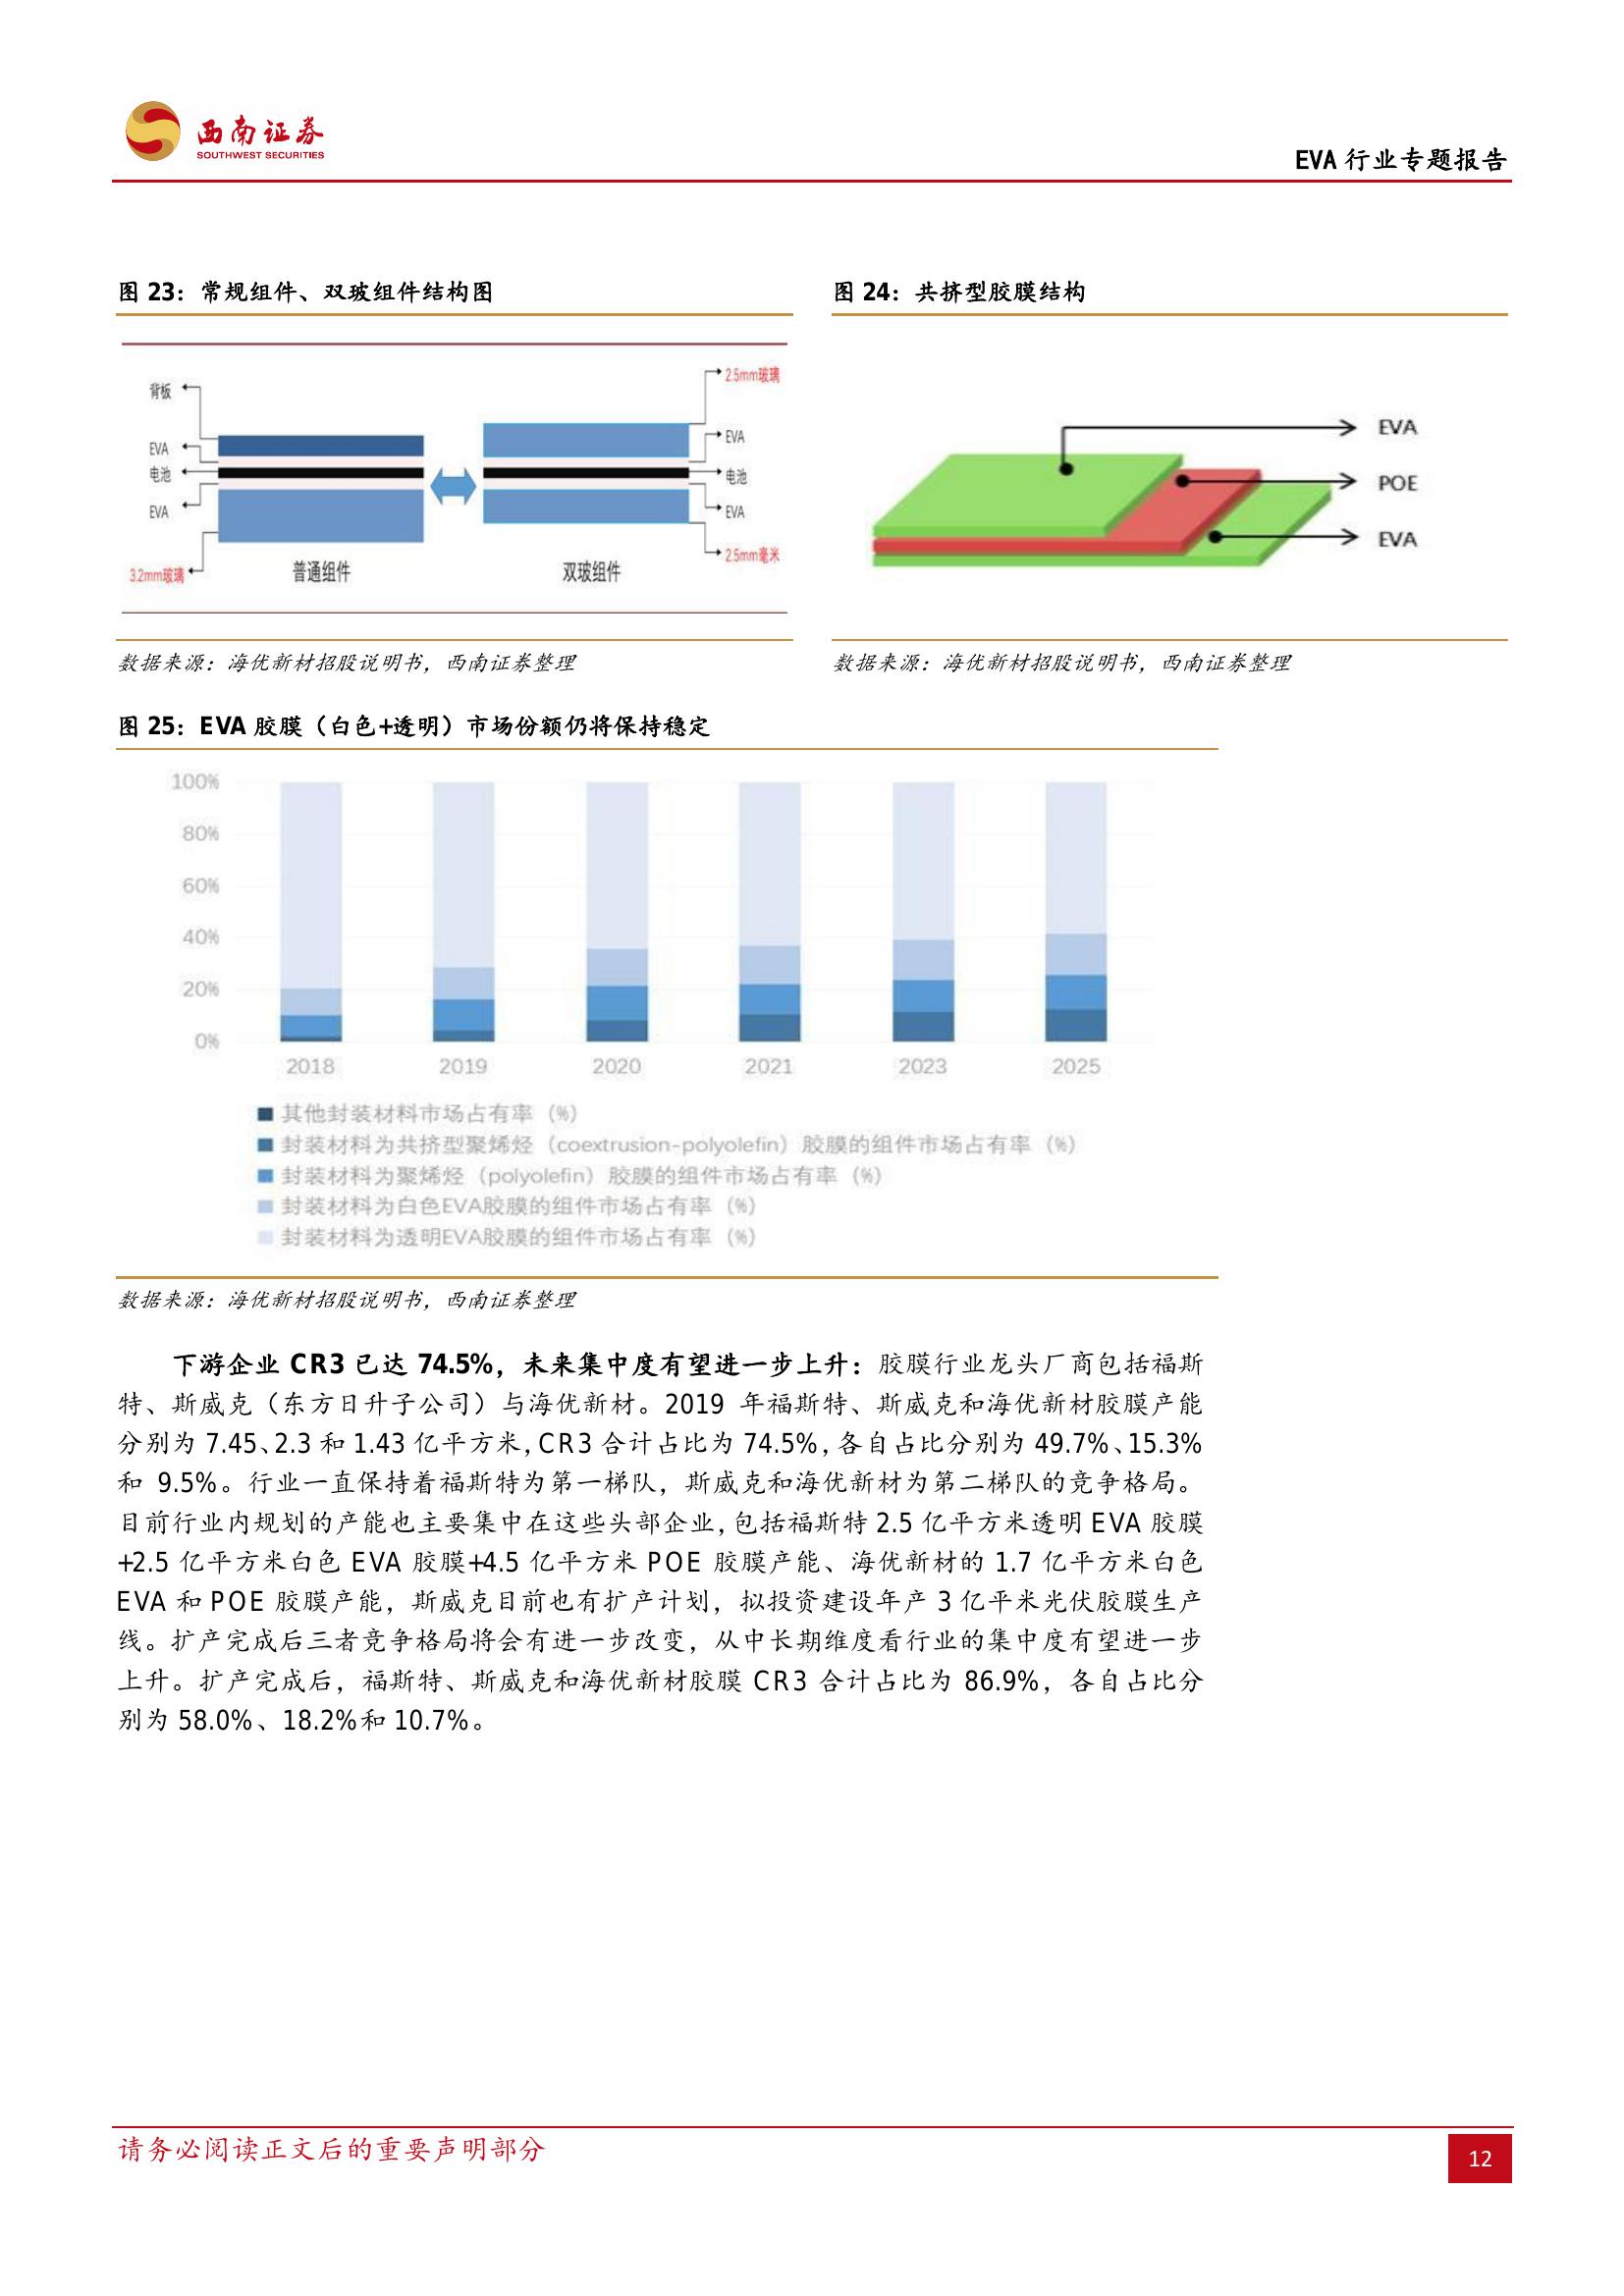 西南证券
SOUTHWEST SECURITIES
EVA 行业专题报告
图 23：常规组件、双玻组件结构图
背板
EVA
电池
EVA
3.2mm玻璃
普通组件
2.5mm玻璃
EVA
电池
EVA
2.5mm毫米
双玻组件
数据来源：海优新材招股说明书，西南证券整理
图 24：共挤型胶膜结构
EVA
POE
EVA
数据来源：海优新材招股说明书，西南证券整理
图 25：EVA 胶膜（白色+透明）市场份额仍将保持稳定
100%
80%
60%
40%
20%
0%
2018 2019 2020 2021 2023 2025
其他封装材料市场占有率（%）
封装材料为共挤型聚烯烃（coextrusion-polyolefin）胶膜的组件市场占有率（%）
封装材料为聚烯烃（polyolefin）胶膜的组件市场占有率（%）
封装材料为白色EVA胶膜的组件市场占有率（%）
封装材料为透明EVA胶膜的组件市场占有率（%）
数据来源：海优新材招股说明书，西南证券整理
下游企业 CR3 已达 74.5%，未来集中度有望进一步上升：胶膜行业龙头厂商包括福斯
特、斯威克（东方日升子公司）与海优新材。2019 年福斯特、斯威克和海优新材胶膜产能
分别为 7.45、2.3 和 1.43 亿平方米，CR3 合计占比为 74.5%，各自占比分别为 49.7%、15.3%
和 9.5%。行业一直保持着福斯特为第一梯队，斯威克和海优新材为第二梯队的竞争格局。
目前行业内规划的产能也主要集中在这些头部企业，包括福斯特 2.5 亿平方米透明 EVA 胶膜
+2.5 亿平方米白色 EVA 胶膜+4.5 亿平方米 POE 胶膜产能、海优新材的 1.7 亿平方米白色
EVA 和 POE 胶膜产能，斯威克目前也有扩产计划，拟投资建设年产 3 亿平米光伏胶膜生产
线。扩产完成后三者竞争格局将会有进一步改变，从中长期维度看行业的集中度有望进一步
上升。扩产完成后，福斯特、斯威克和海优新材胶膜 CR3 合计占比为 86.9%，各自占比分
别为 58.0%、18.2%和 10.7%。
请务必阅读正文后的重要声明部分
12